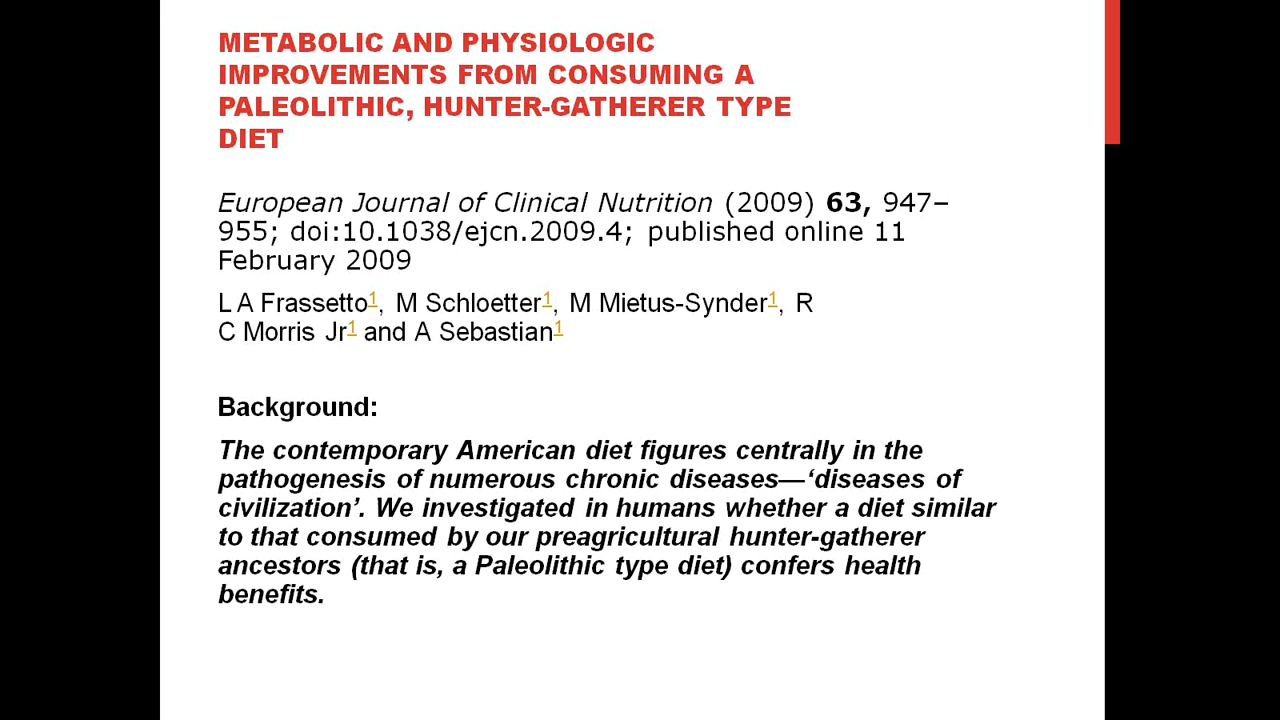 METABOLIC AND PHYSIOLOGIC
IMPROVEMENTS FROM CONSUMING A
PALEOLITHIC, HUNTER-GATHERER TYPE
DIET
European Journal of Clinical Nutrition (2009) 63, 947–
955; doi:10.1038/ejcn.2009.4; published online 11
February 2009
L A Frassetto1, M Schloetter1, M Mietus-Synder1, R
C Morris Jr1 and A Sebastian1
Background:
The contemporary American diet figures centrally in the
pathogenesis of numerous chronic diseases—‘diseases of
civilization’. We investigated in humans whether a diet similar
to that consumed by our preagricultural hunter-gatherer
ancestors (that is, a Paleolithic type diet) confers health
benefits.